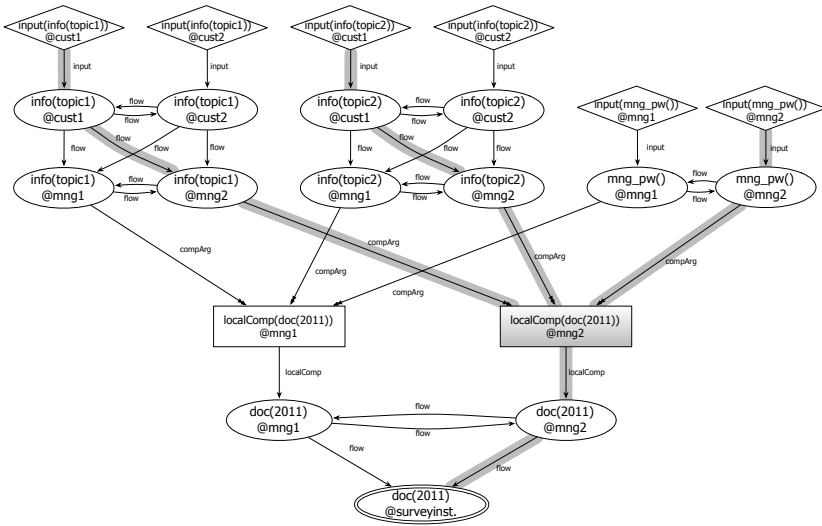 input(info(topic1))
@cust1
input(info(topic1))
@cust2
input(info(topic2))
@cust1
input(info(topic2))
@cust2
input
input
input
input
input(mng_pw())
@mng1
input(mng_pw())
@mng2
info(topic1)
@cust1
flow
flow
info(topic1)
@cust2
info(topic2)
@cust1
flow
flow
info(topic2)
@cust2
input
input
flow
flow
flow
flow
flow
flow
flow
flow
info(topic1)
@mng1
flow
flow
info(topic1)
@mng2
info(topic2)
@mng1
flow
flow
info(topic2)
@mng2
mng_pw()
@mng1
flow
flow
mng_pw()
@mng2
compArg
compArg
compArg
compArg
compArg
compArg
localComp(doc(2011))
@mng1
localComp(doc(2011))
@mng2
localComp
localComp
doc(2011)
@mng1
flow
flow
doc(2011)
@mng2
flow
flow
doc(2011)
@surveyinst.